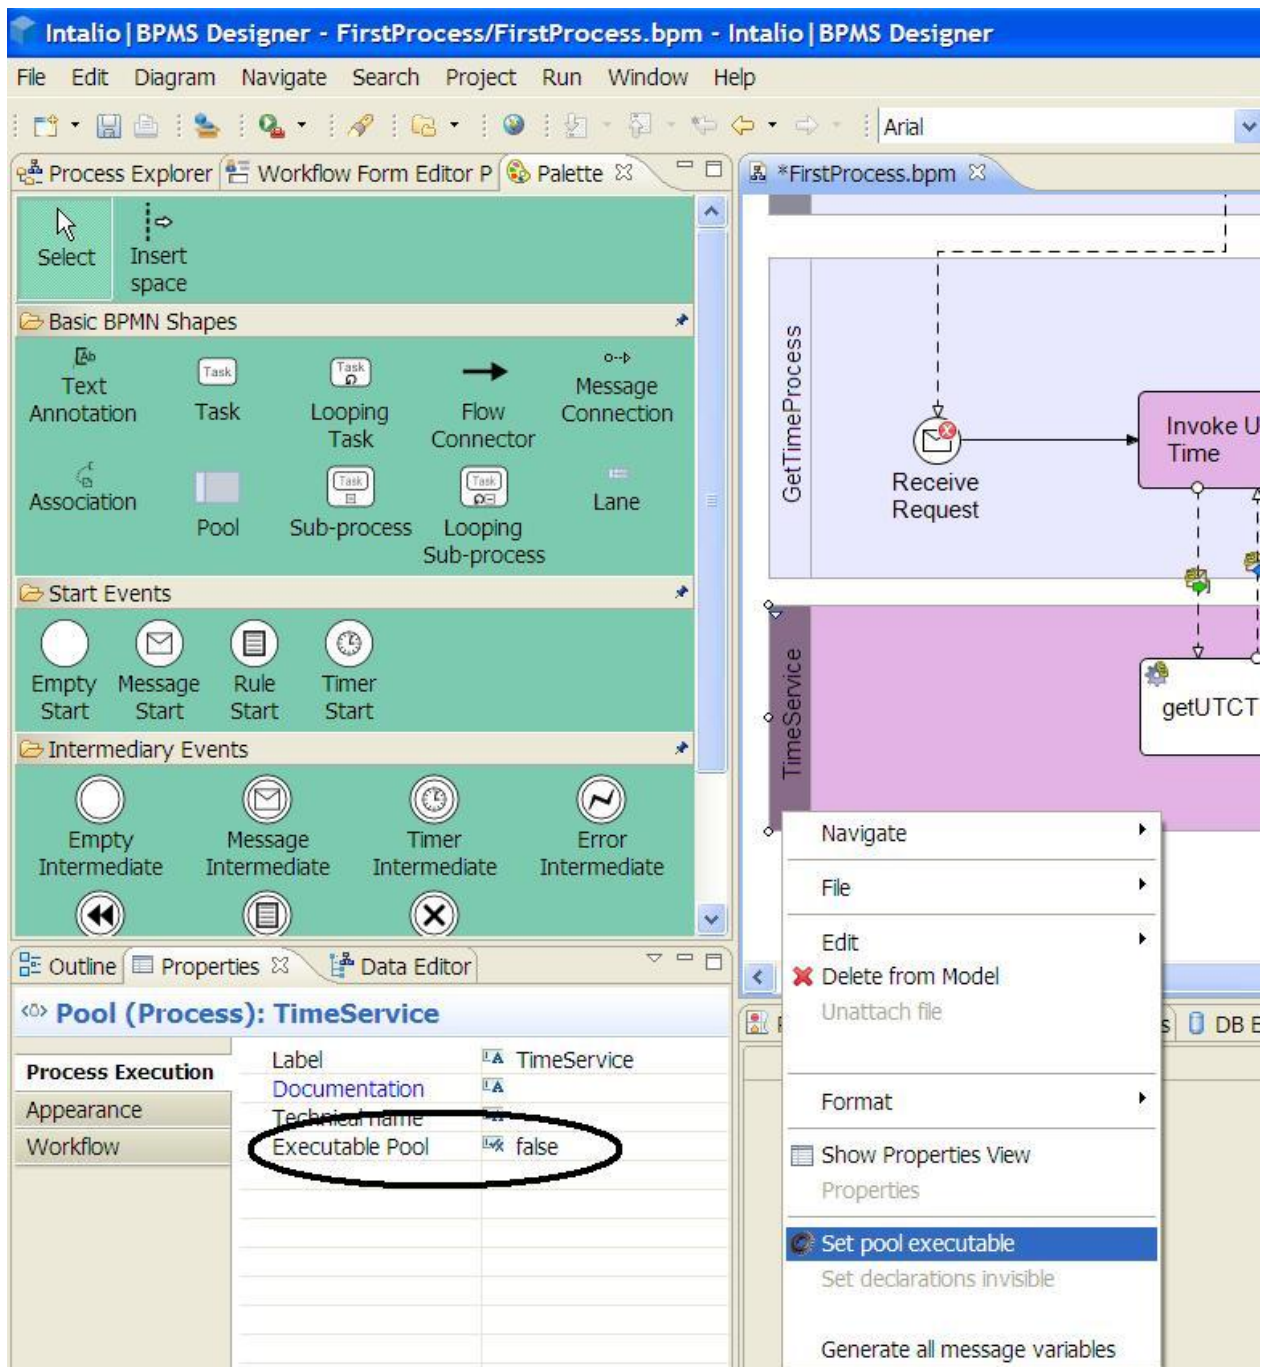 Intalio|BPMS Designer - FirstProcess/FirstProcess.bpm - Intalio|BPMS Designer
File Edit Diagram Navigate Search Project Run Window Help
Arial
Process Explorer Workflow Form Editor P Palette
*FirstProcess.bpm
Select
Insert
space
Basic BPMN Shapes
Ab
Text
Annotation
Task
Task
Task
Looping
Task
Flow
Connector
Message
Connection
Association
Pool
Task
Sub-process
Task
Looping
Sub-process
Lane
Start Events
Empty
Start
Message
Start
Rule
Start
Timer
Start
Intermediary Events
Empty
Intermediate
Message
Intermediate
Timer
Intermediate
Error
Intermediate
GetTimeProcess
Receive
Request
Invoke U
Time
TimeService
getUTCT
Outline Properties Data Editor
Pool (Process): TimeService
Process Execution
Appearance
Workflow
Label TimeService
Documentation
Technical name
Executable Pool false
Navigate
File
Edit
Delete from Model
Unattach file
Format
Show Properties View
Properties
Set pool executable
Set declarations invisible
Generate all message variables
s DB E